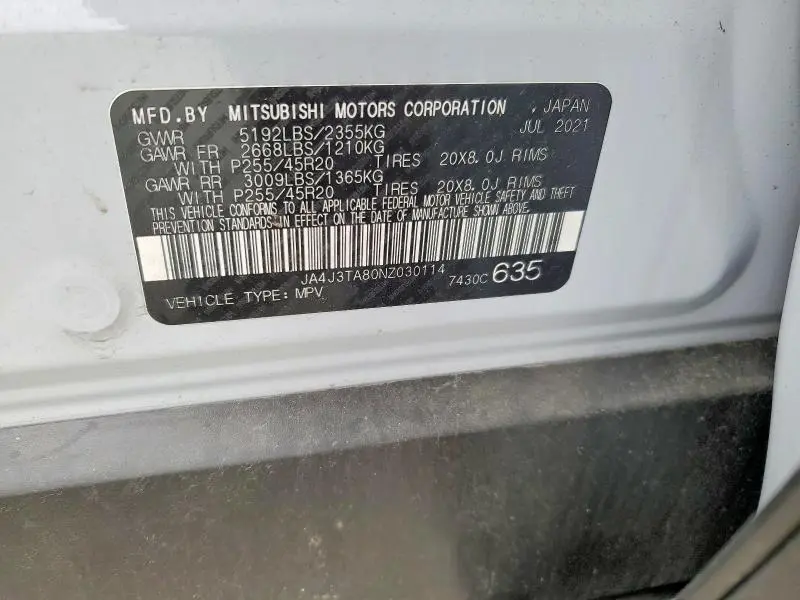 MFD.BY MITSUBISHI MOTORS CORPORATION , JAPAN
GVWR 5192LBS/2355KG JUL 2021
GAWR FR 2668LBS/1210KG
WITH P255/45R20 TIRES 20X8.0J RIMS
GAWR RR 3009LBS/1365KG
WITH P255/45R20 TIRES 20X8.0J RIMS
THIS VEHICLE CONFORMS TO ALL APPLICABLE FEDERAL MOTOR VEHICLE SAFETY AND THEFT
PREVENTION STANDARDS IN EFFECT ON THE DATE OF MANUFACTURE SHOWN ABOVE.
JA4J3TA80NZ030114 7430C 635
VEHICLE TYPE: MPV